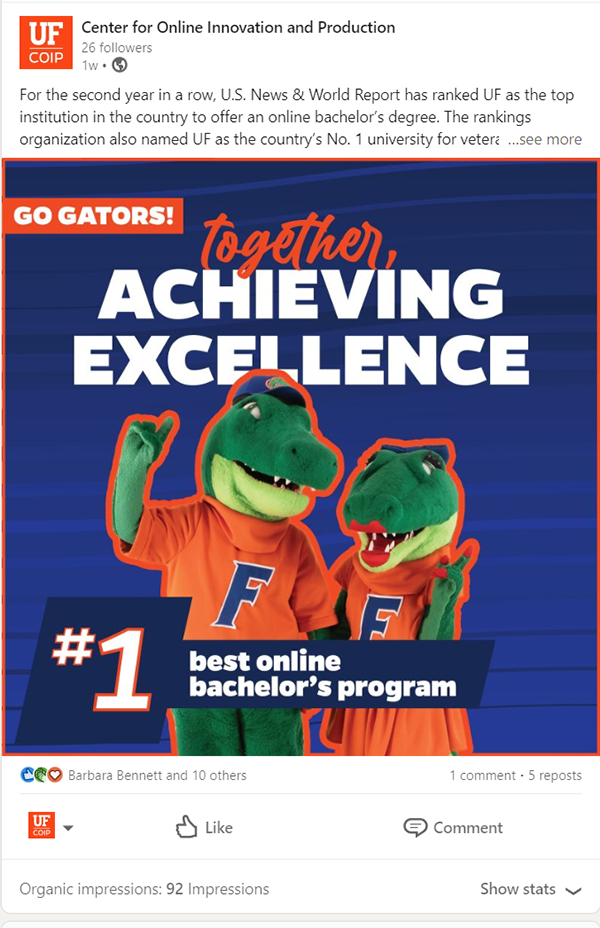 UF
COIP
Center for Online Innovation and Production
26 followers
1w •
For the second year in a row, U.S. News & World Report has ranked UF as the top
institution in the country to offer an online bachelor's degree. The rankings
organization also named UF as the country's No. 1 university for vetera ...see more
GO GATORS!
together,
ACHIEVING
EXCELLENCE
F
F
#1
best online
bachelor's program
Barbara Bennett and 10 others
1 comment • 5 reposts
UF
COIP
Like
Comment
Organic impressions: 92 Impressions
Show stats